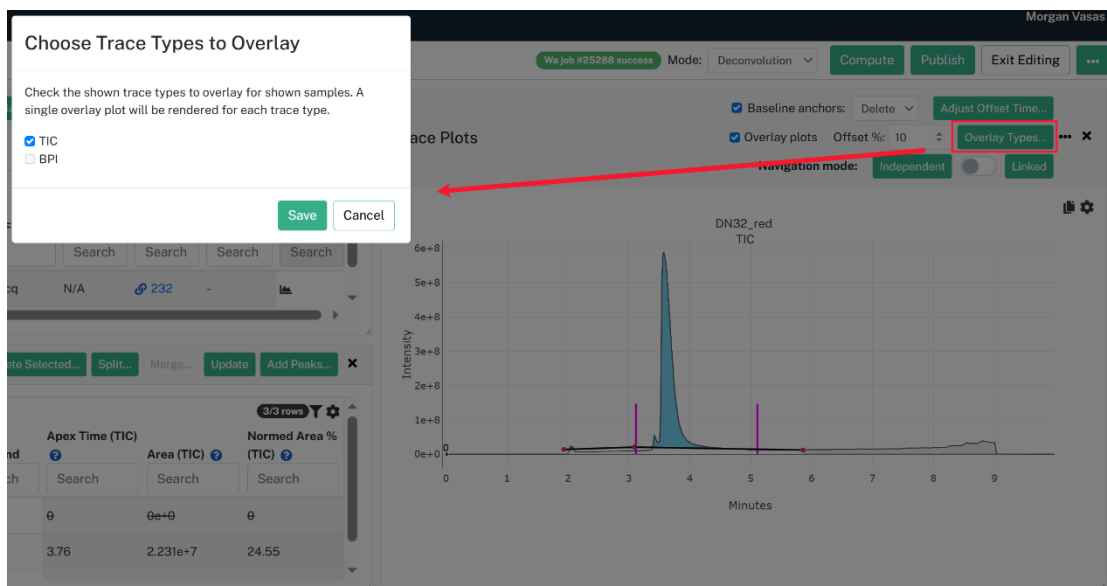 Morgan Vasas
Choose Trace Types to Overlay
Check the shown trace types to overlay for shown samples. A
single overlay plot will be rendered for each trace type.
TIC
BPI
Save Cancel
Wa job #25288 success Mode: Deconvolution Compute Publish Exit Editing
ace Plots
Baseline anchors: Delete Adjust Offset Time...
Overlay plots Offset %: 10 Overlay Types...
Navigation mode: Independent Linked
Search Search Search Search
cq N/A 232 -
ete Selected... Split... Merge... Update Add Peaks...
3/3 rows
Apex Time (TIC) Area (TIC) Normed Area % (TIC)
nd
ch Search Search Search
0 0e+0 0
3.76 2.231e+7 24.55
DN32_red
TIC
6e+8
5e+8
4e+8
3e+8
2e+8
1e+8
0e+0
0
Intensity
0 1 2 3 4 5 6 7 8 9
Minutes